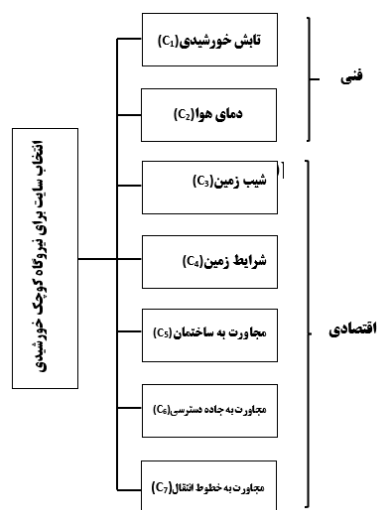 تابش خورشیدی(C₁)
فنی
دمای هوا(C₂)
انتخاب سایت برای نیروگاه کوچک خورشیدی
شیب زمین(C₃)
شرایط زمین(C₄)
مجاورت به ساختمان(C₅)
اقتصادی
مجاورت به جاده دسترسی(C₆)
مجاورت به خطوط انتقال(C₇)